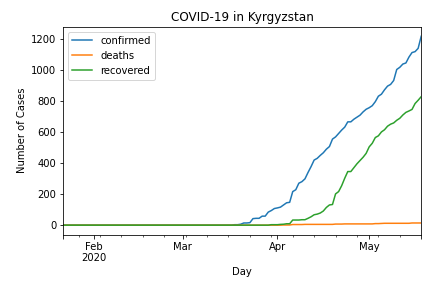 COVID-19 in Kyrgyzstan
confirmed
deaths
recovered
1200
1000
800
600
400
200
0
Number of Cases
Feb
2020
Mar
Apr
May
Day